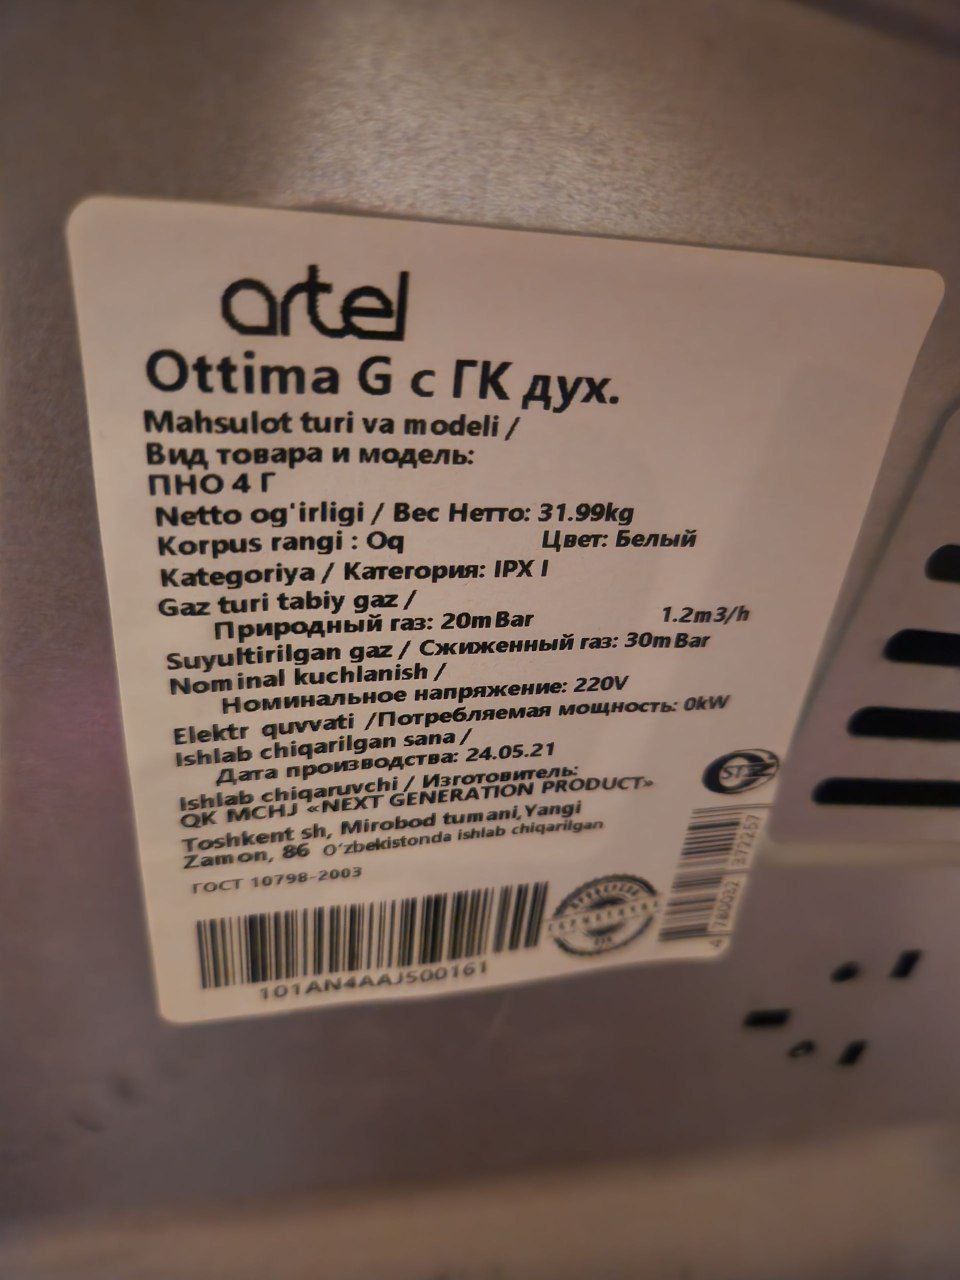 artel
Ottima G с ГК дух.
Mahsulot turi va modeli /
Вид товара и модель:
ПНО 4 Г
Netto og'irligi / Вес Нетто: 31.99kg
Korpus rangi : Oq Цвет: Белый
Kategoriya / Категория: IPX I
Gaz turi tabiy gaz /
Природный газ: 20mBar 1.2m3/h
Suyultirilgan gaz / Сжиженный газ: 30mBar
Nominal kuchlanish /
Номинальное напряжение: 220V
Elektr quvvati /Потребляемая мощность: 0kW
Ishlab chiqarilgan sana /
Дата производства: 24.05.21
Ishlab chiqaruvchi / Изготовитель:
QK MCHJ «NEXT GENERATION PRODUCT»
Toshkent sh, Mirobod tumani,Yangi
Zamon, 86 O'zbekistonda ishlab chiqarilgan
ГОСТ 10798-2003
101AN4AAJ500161
4 780032 372257